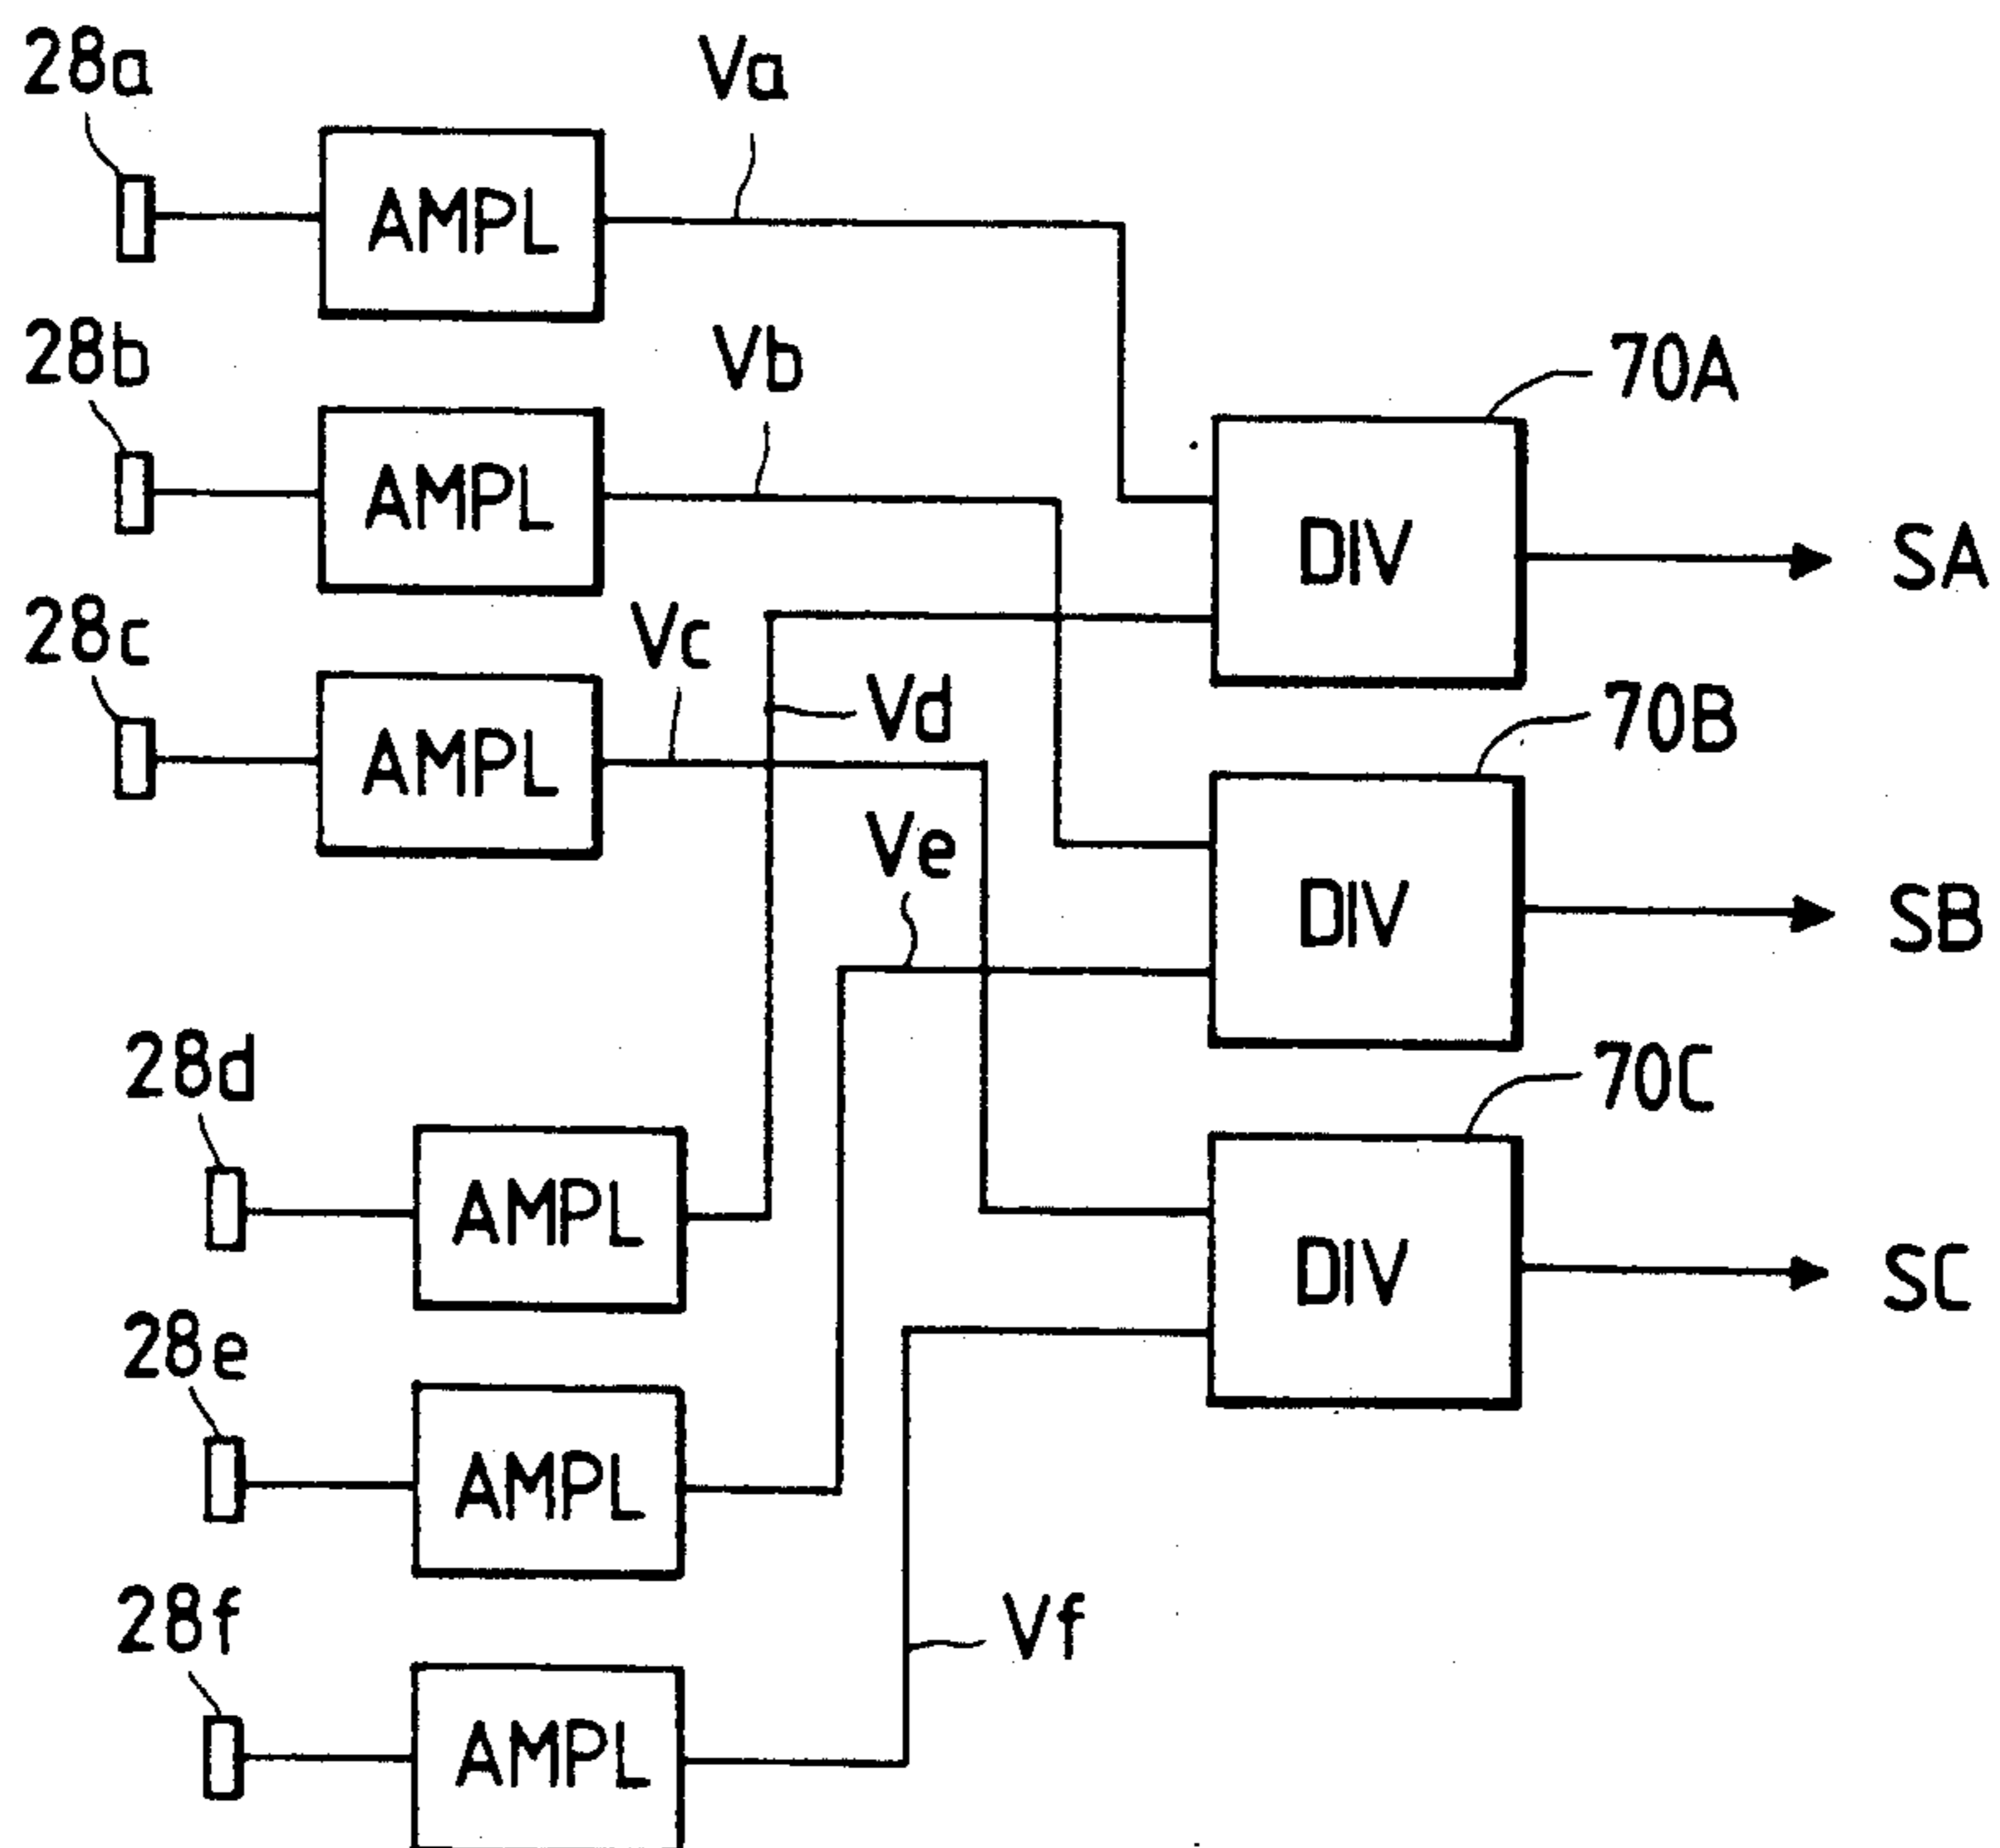 28a
Va
AMPL
28b
Vb
70A
AMPL
DIV
SA
28c
Vc
Vd
70B
AMPL
Ve
DIV
SB
28d
70C
AMPL
DIV
SC
28e
AMPL
28f
Vf
AMPL